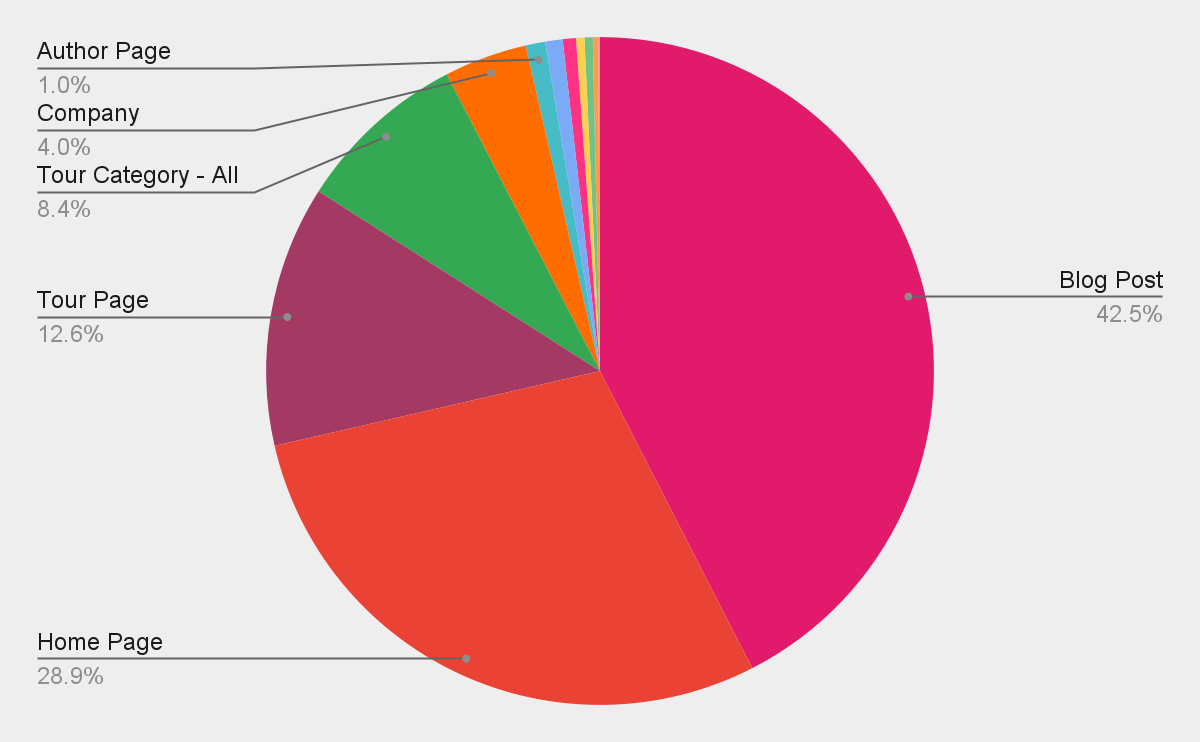 Author Page
1.0%
Company
4.0%
Tour Category - All
8.4%
Tour Page
12.6%
Home Page
28.9%
Blog Post
42.5%